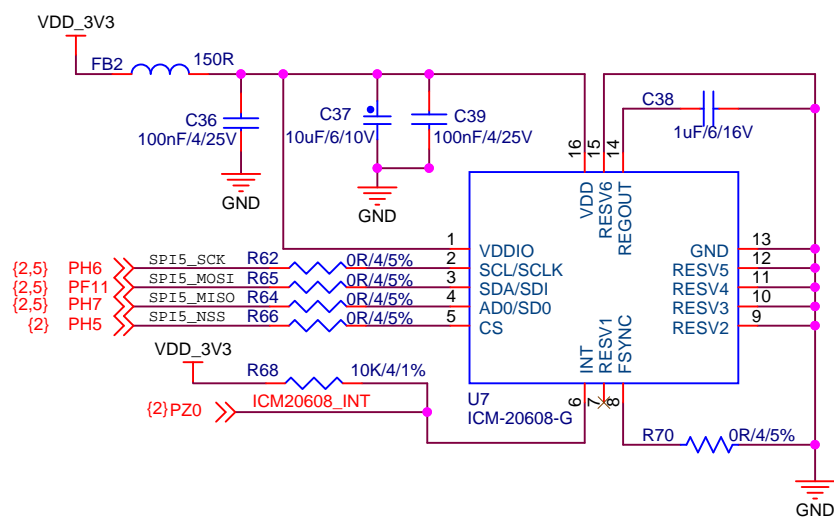 VDD_3V3
FB2 150R
C36
100nF/4/25V
GND
C37
10uF/6/10V
C39
100nF/4/25V
GND
C38
1uF/6/16V
16 15 14
VDD
RESV6
REGOUT
1 VDDIO
2 SCL/SCLK
3 SDA/SDI
4 AD0/SD0
5 CS
GND 13
RESV5 12
RESV4 11
RESV3 10
RESV2 9
{2,5} PH6 SPI5_SCK R62 0R/4/5%
{2,5} PF11 SPI5_MOSI R65 0R/4/5%
{2,5} PH7 SPI5_MISO R64 0R/4/5%
{2} PH5 SPI5_NSS R66 0R/4/5%
INT
RESV1
FSYNC
6 7 8
VDD_3V3
R68 10K/4/1%
{2}PZ0 ICM20608_INT
U7
ICM-20608-G
R70 0R/4/5%
GND